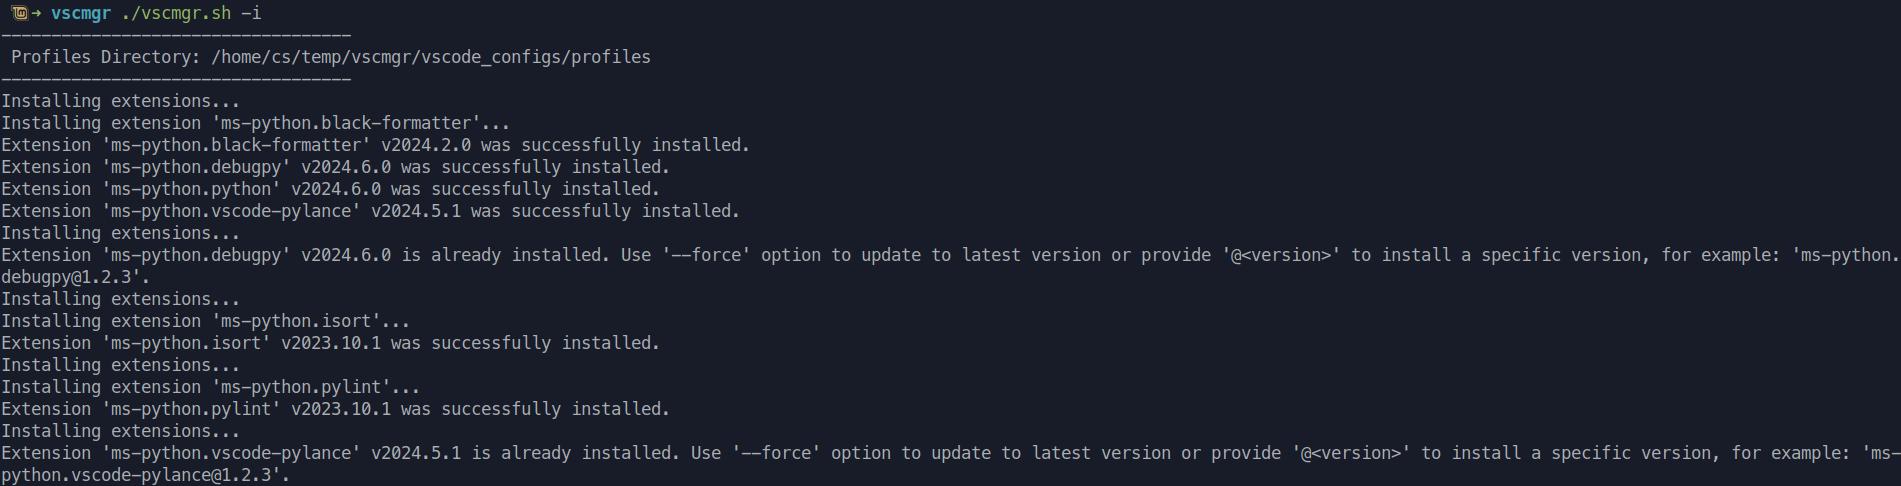 ➜ vscmgr ./vscmgr.sh -i
-----------------------------------
Profiles Directory: /home/cs/temp/vscmgr/vscode_configs/profiles
-----------------------------------
Installing extensions...
Installing extension 'ms-python.black-formatter'...
Extension 'ms-python.black-formatter' v2024.2.0 was successfully installed.
Extension 'ms-python.debugpy' v2024.6.0 was successfully installed.
Extension 'ms-python.python' v2024.6.0 was successfully installed.
Extension 'ms-python.vscode-pylance' v2024.5.1 was successfully installed.
Installing extensions...
Extension 'ms-python.debugpy' v2024.6.0 is already installed. Use '--force' option to update to latest version or provide '@<version>' to install a specific version, for example: 'ms-python.
debugpy@1.2.3'.
Installing extensions...
Installing extension 'ms-python.isort'...
Extension 'ms-python.isort' v2023.10.1 was successfully installed.
Installing extensions...
Installing extension 'ms-python.pylint'...
Extension 'ms-python.pylint' v2023.10.1 was successfully installed.
Installing extensions...
Extension 'ms-python.vscode-pylance' v2024.5.1 is already installed. Use '--force' option to update to latest version or provide '@<version>' to install a specific version, for example: 'ms-
python.vscode-pylance@1.2.3'.